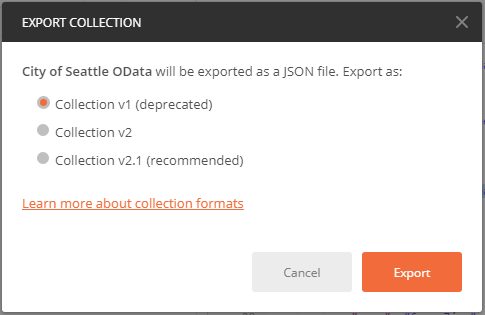 EXPORT COLLECTION
City of Seattle OData will be exported as a JSON file. Export as:
Collection v1 (deprecated)
Collection v2
Collection v2.1 (recommended)
Learn more about collection formats
Cancel
Export